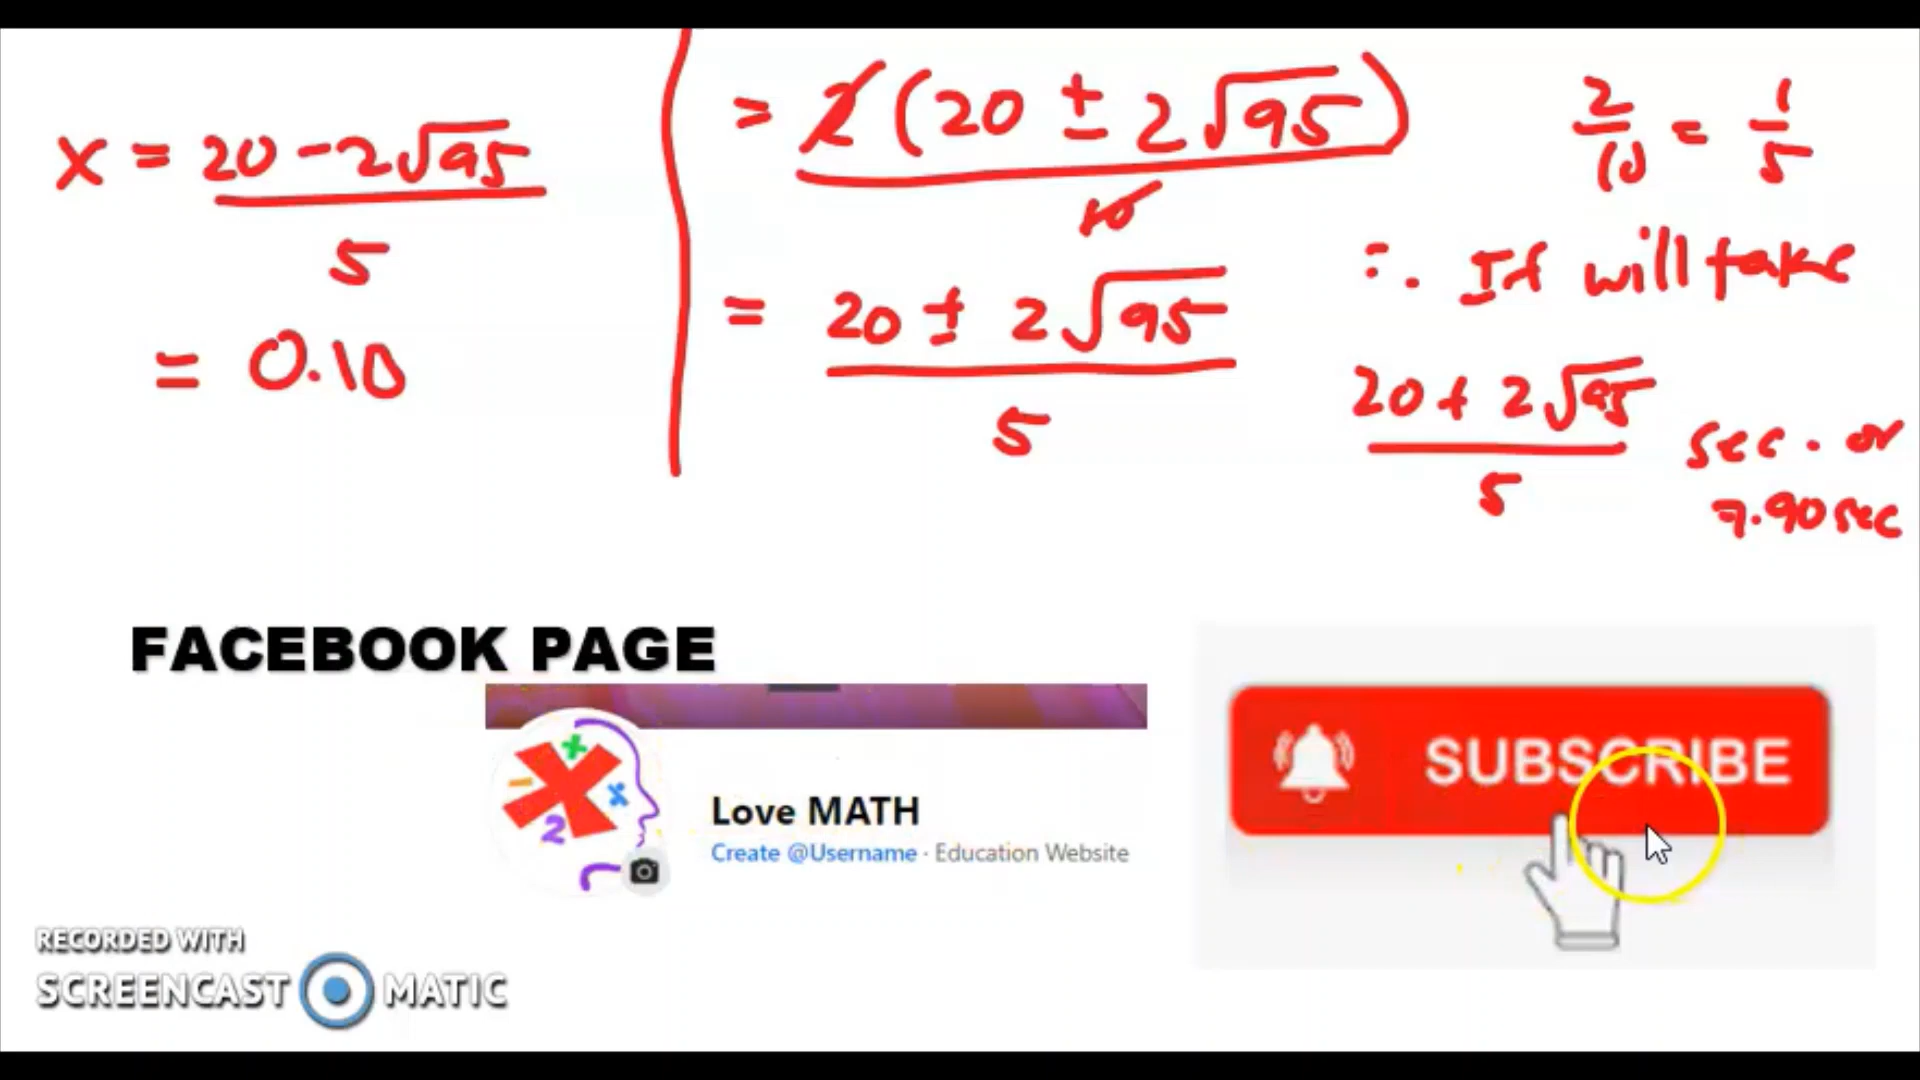 x = 20 - 2√95
5
= 0.10
= 2(20 ± 2√95)
10
= 20 ± 2√95
5
2/10 = 1/5
∴ It will take
20 + 2√95
5
sec. or
7.90 sec
FACEBOOK PAGE
Love MATH
Create @Username · Education Website
SUBSCRIBE
RECORDED WITH
SCREENCAST MATIC